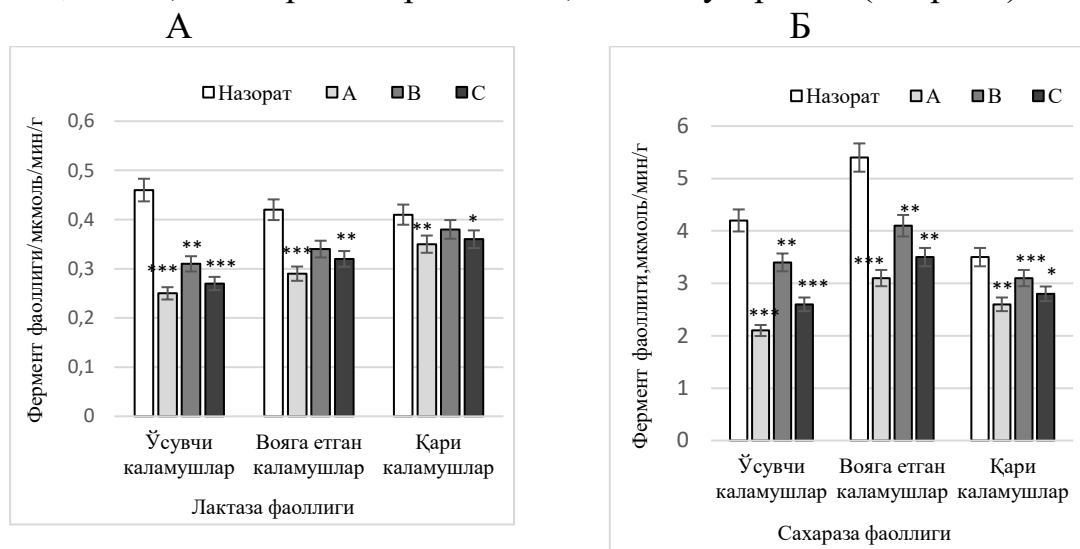 А
Б
Назорат A B C
Фермент фаоллиги/мкмоль/мин/г
0,6
0,5
0,4
0,3
0,2
0,1
0
*** ** ***
*** **
** *
Ўсувчи каламушлар
Вояга етган каламушлар
Қари каламушлар
Лактаза фаоллиги
Назорат A B C
Фермент фаоллиги,мкмоль/мин/г
6
5
4
3
2
1
0
*** ** ***
*** ** **
** *** *
Ўсувчи каламушлар
Вояга етган каламушлар
Қари каламушлар
Сахараза фаоллиги